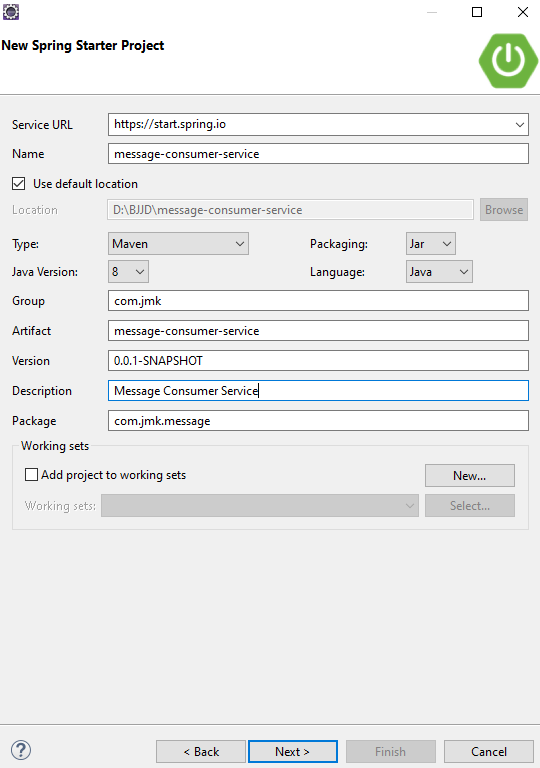 New Spring Starter Project
Service URL https://start.spring.io
Name message-consumer-service
Use default location
Location D:\BJJD\message-consumer-service Browse
Type: Maven Packaging: Jar
Java Version: 8 Language: Java
Group com.jmk
Artifact message-consumer-service
Version 0.0.1-SNAPSHOT
Description Message Consumer Service
Package com.jmk.message
Working sets
Add project to working sets New...
Working sets: Select...
? < Back Next > Finish Cancel